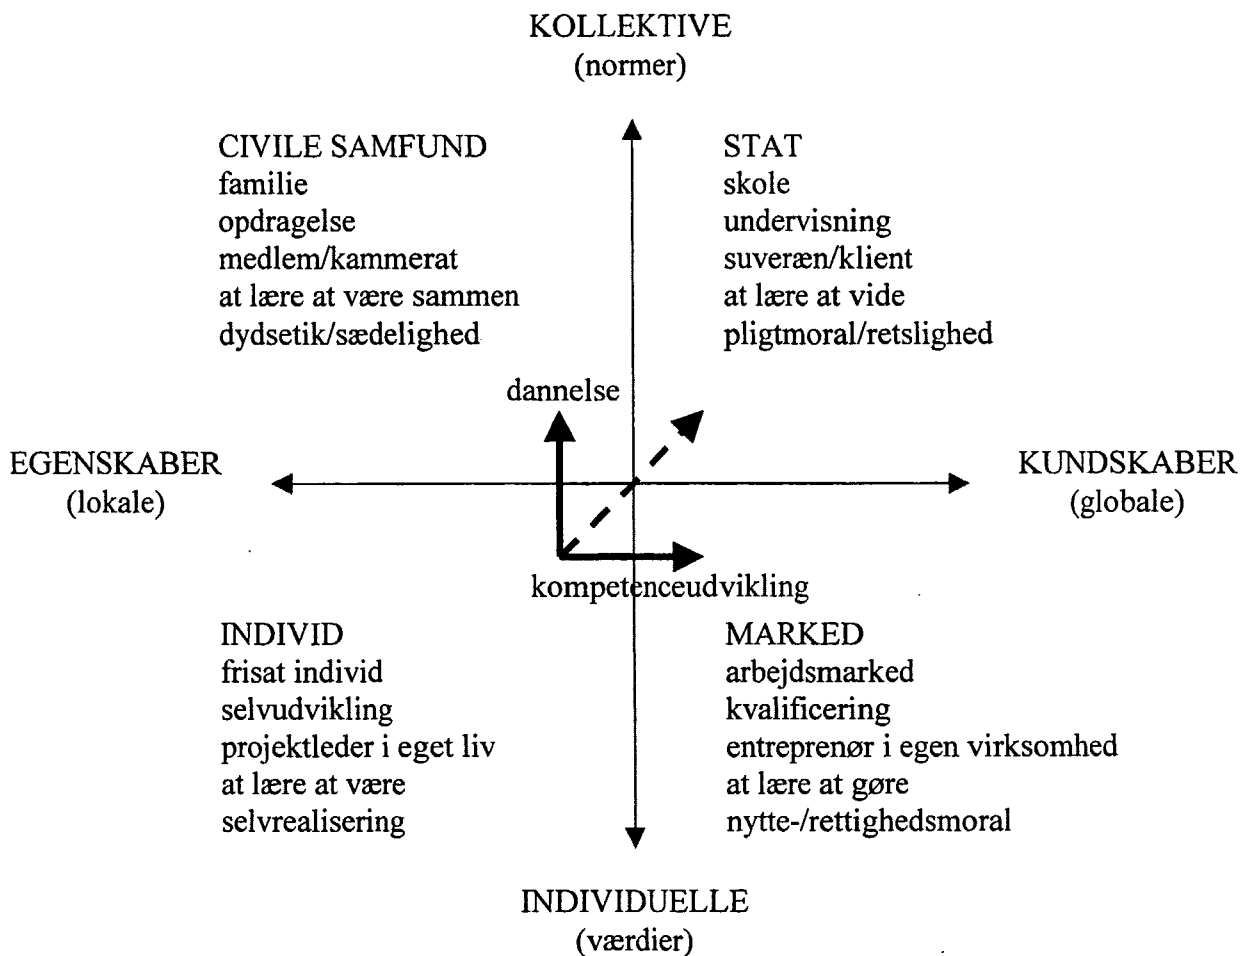 KOLLEKTIVE
(normer)
CIVILE SAMFUND
familie
opdragelse
medlem/kammerat
at lære at være sammen
dydsetik/sædelighed
STAT
skole
undervisning
suveræn/klient
at lære at vide
pligtmoral/retslighed
dannelse
EGENSKABER
(lokale)
KUNDSKABER
(globale)
kompetenceudvikling
INDIVID
frisat individ
selvudvikling
projektleder i eget liv
at lære at være
selvrealisering
MARKED
arbejdsmarked
kvalificering
entreprenør i egen virksomhed
at lære at gøre
nytte-/rettighedsmoral
INDIVIDUELLE
(værdier)